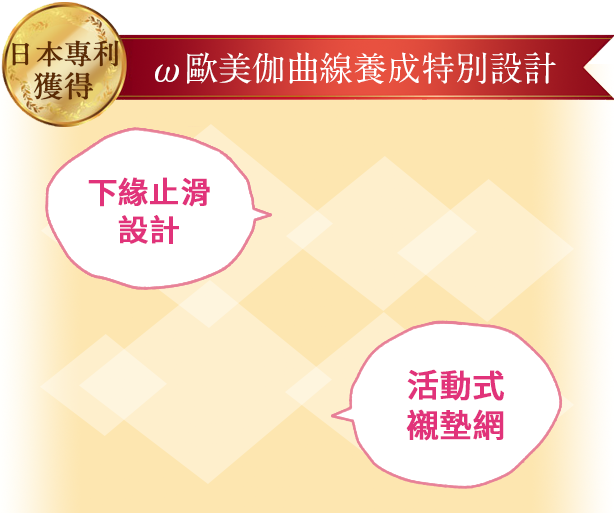 日本專利
獲得
ω歐美伽曲線養成特別設計
下緣止滑
設計
活動式
襯墊網